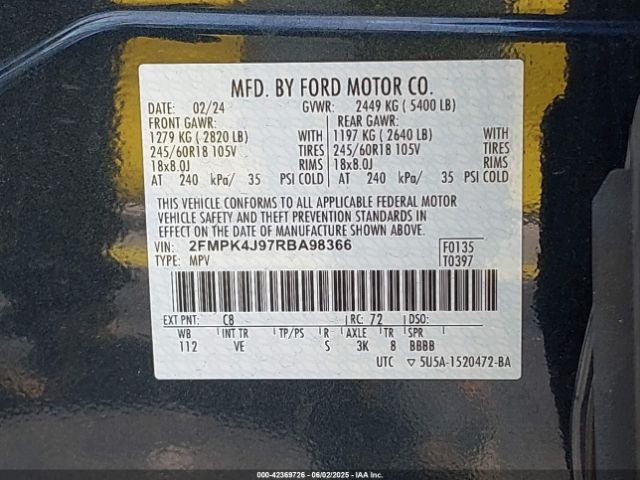 MFD. BY FORD MOTOR CO.
DATE: 02/24 GVWR: 2449 KG ( 5400 LB)
FRONT GAWR: REAR GAWR:
1279 KG ( 2820 LB) WITH 1197 KG ( 2640 LB) WITH
245/60R18 105V TIRES 245/60R18 105V TIRES
18x8.0J RIMS 18x8.0J RIMS
AT 240 kPa/ 35 PSI COLD AT 240 kPa/ 35 PSI COLD
THIS VEHICLE CONFORMS TO ALL APPLICABLE FEDERAL MOTOR
VEHICLE SAFETY AND THEFT PREVENTION STANDARDS IN
EFFECT ON THE DATE OF MANUFACTURE SHOWN ABOVE.
VIN: 2FMPK4J97RBA98366 F0135
TYPE: MPV T0397
EXT PNT: C8 RC: 72 DSO:
WB INT TR TP/PS R AXLE TR SPR
112 VE S 3K 8 BBBB
UTC ▽ 5U5A-1520472-BA
000-42369726 - 06/02/2025 - IAAI.COM